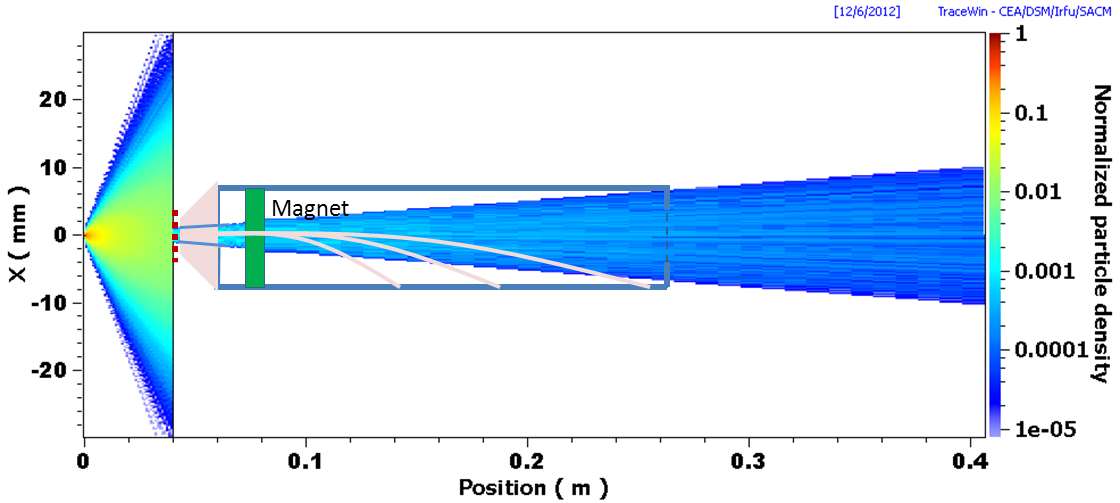 [12/6/2012] TraceWin - CEA/DSM/Irfu/SACM
20
10
0
-10
-20
X ( mm )
Magnet
0
0.1
0.2
0.3
0.4
Position ( m )
1
0.1
0.01
0.001
0.0001
1e-05
Normalized particle density